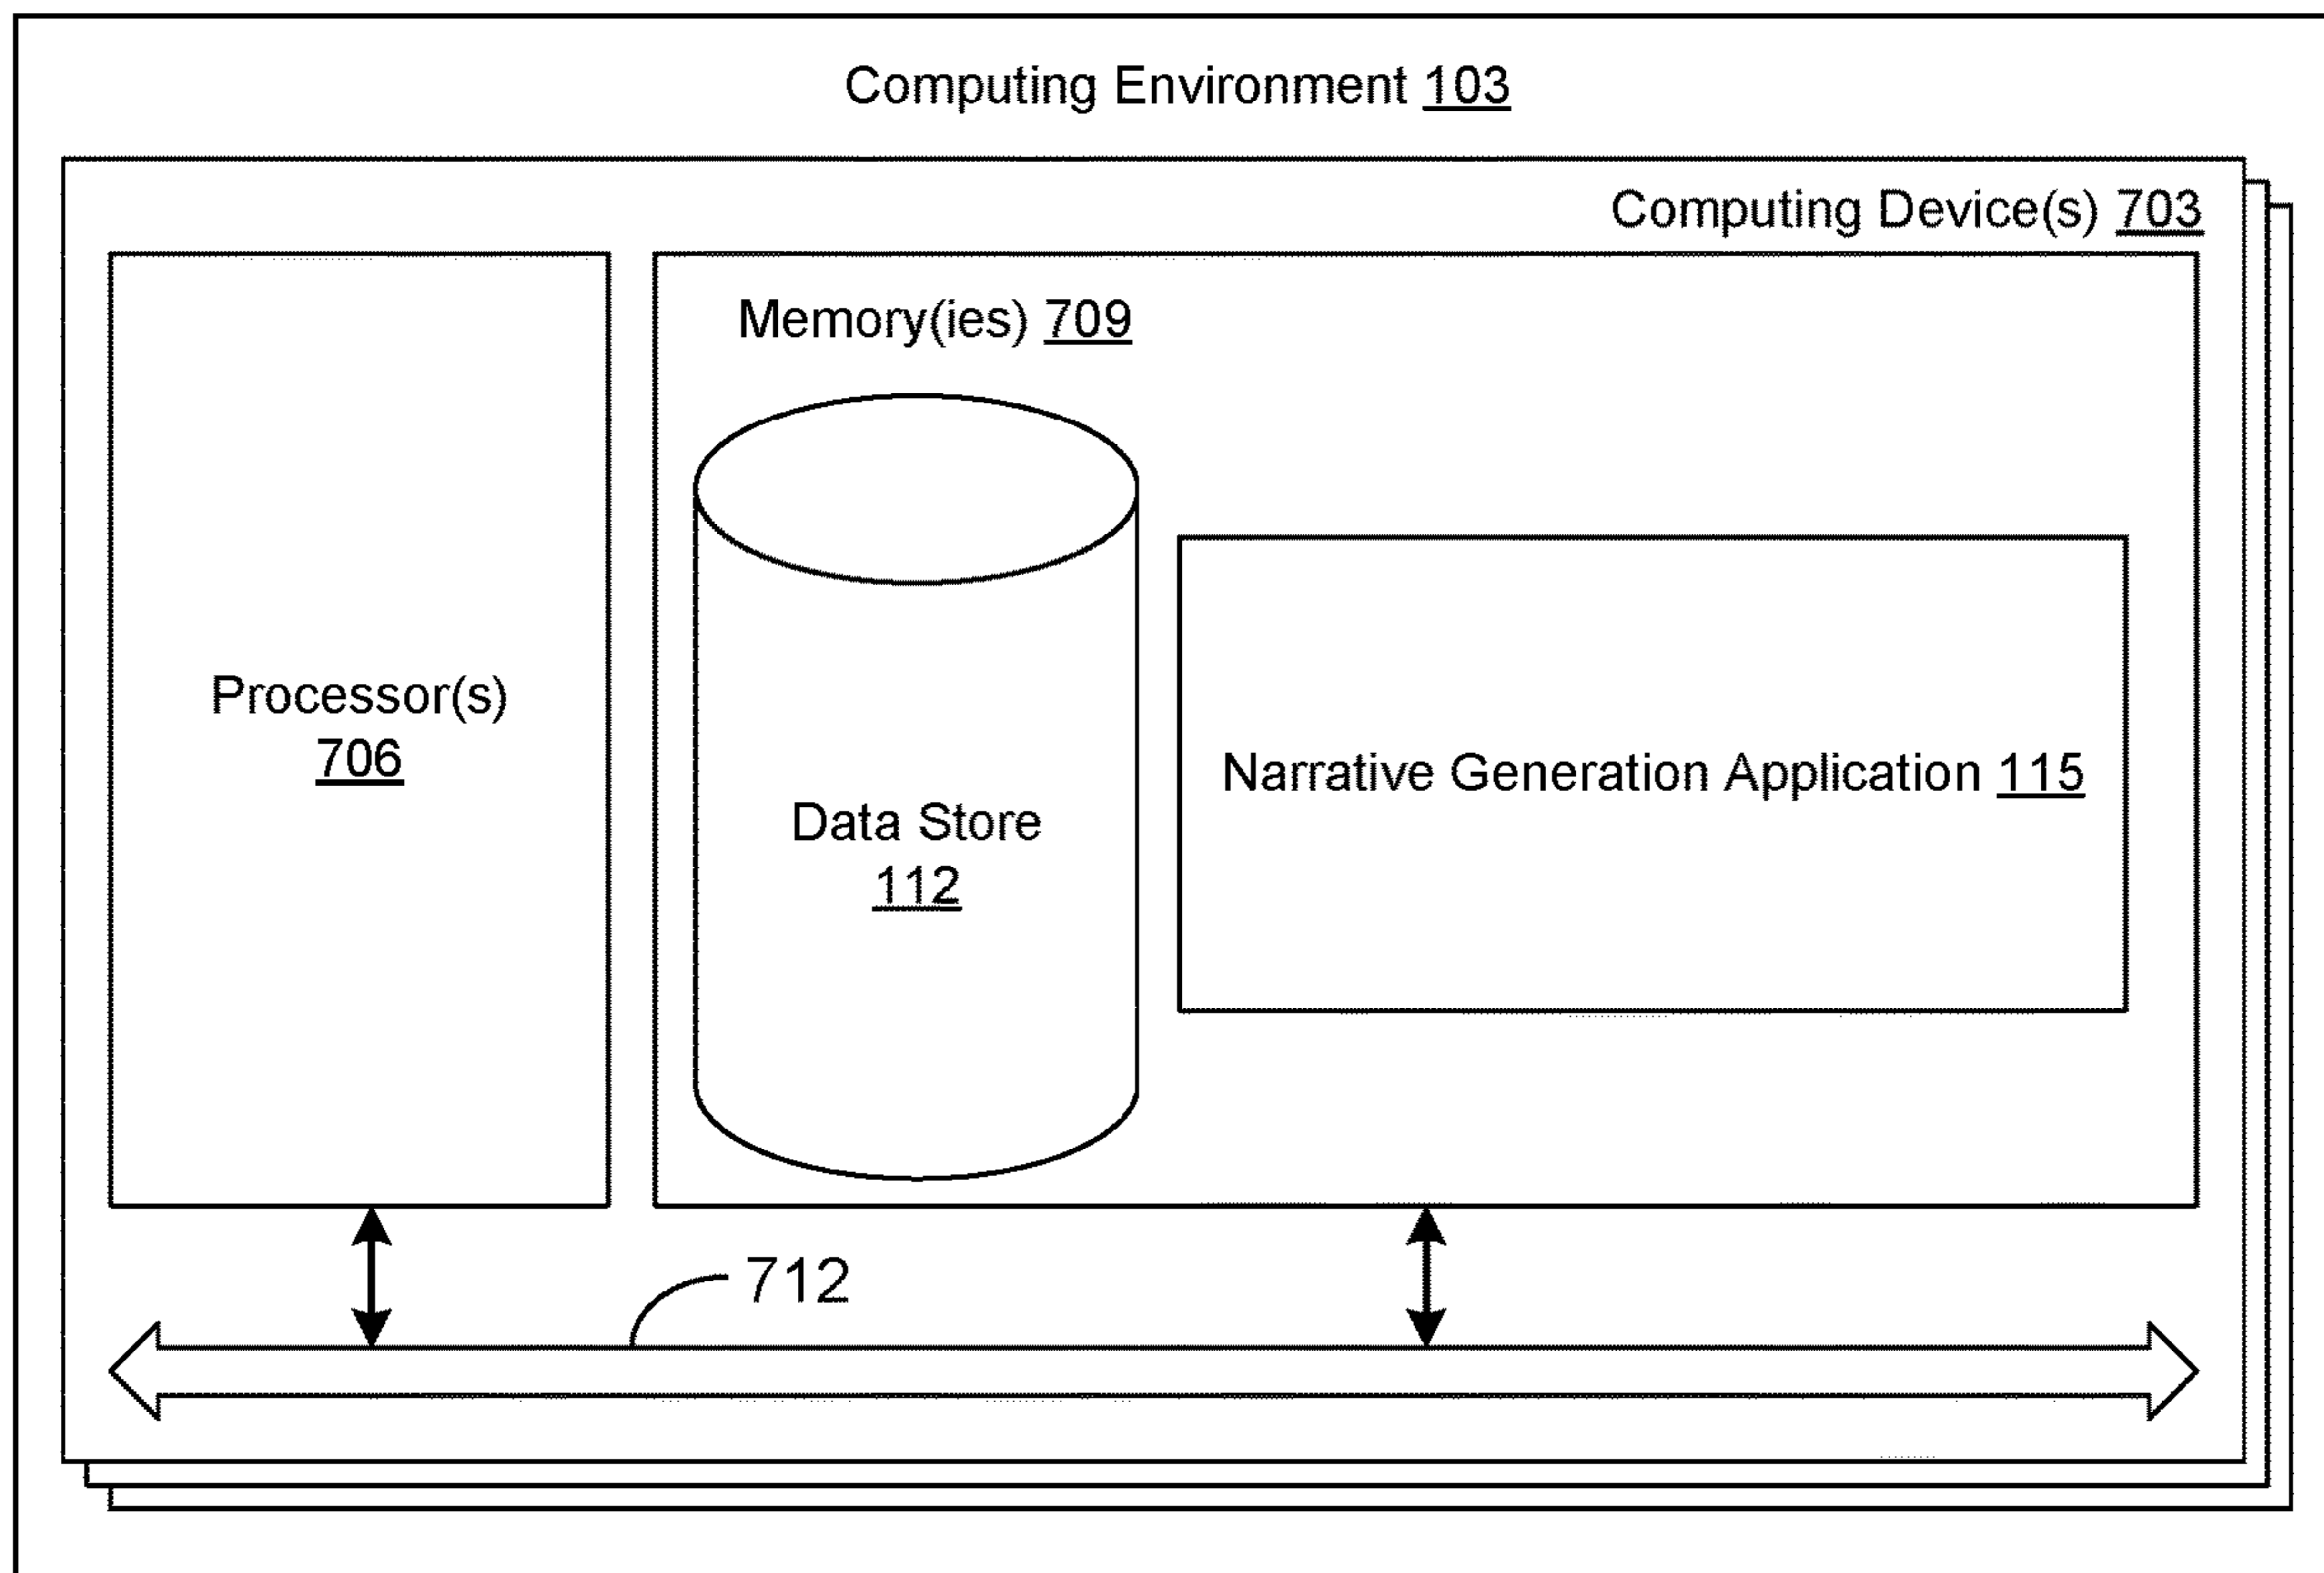 Computing Environment 103
Computing Device(s) 703
Memory(ies) 709
Processor(s)
706
Narrative Generation Application 115
Data Store
112
712